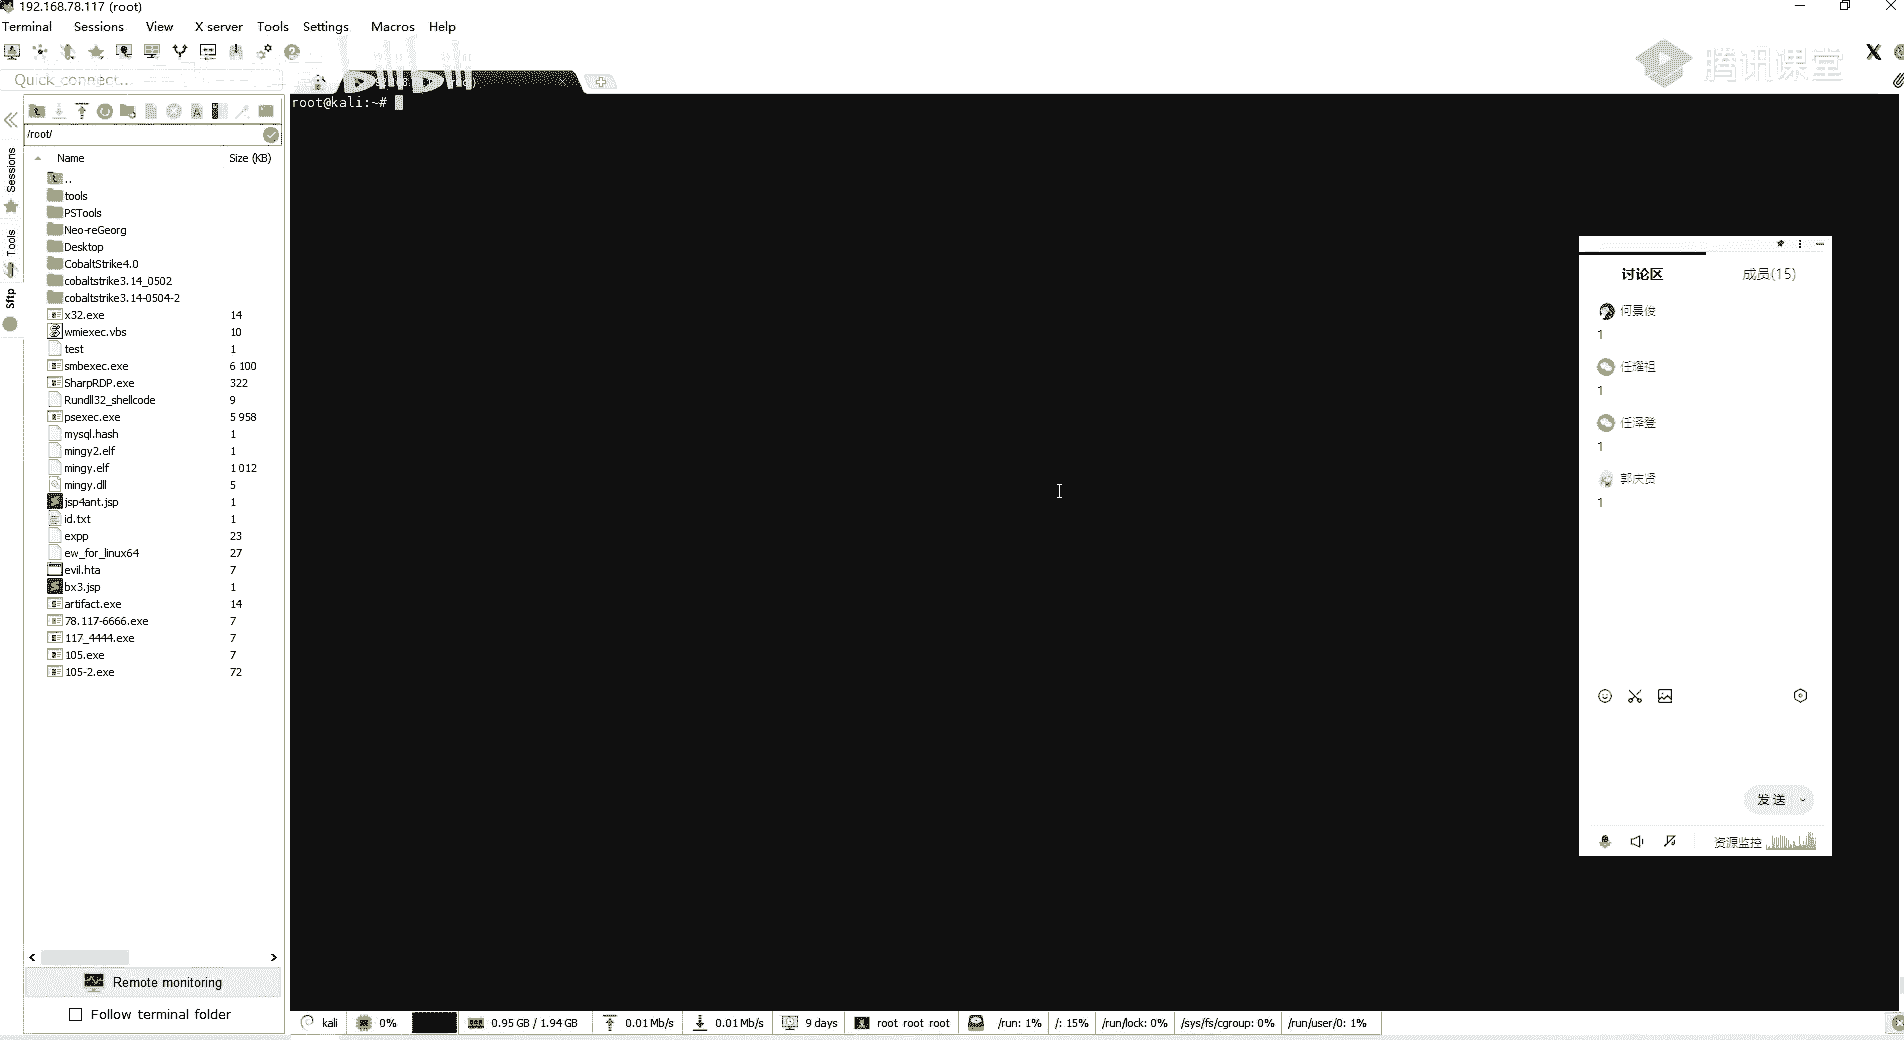 192.168.78.117 (root)
Terminal Sessions View X server Tools Settings Macros Help
Quick connect...
bilibili
腾讯课堂
root@kali:~#
/root/
Name Size (KB)
Sessions
Tools
Sftp
..
tools
PSTools
Neo-reGeorg
Desktop
CobaltStrike4.0
cobaltstrike3.14_0502
cobaltstrike3.14-0504-2
x32.exe 14
wmiexec.vbs 10
test 1
smbexec.exe 6 100
SharpRDP.exe 322
Rundll32_shellcode 9
psexec.exe 5 958
mysql.hash 1
mingy2.elf 1
mingy.elf 1 012
mingy.dll 5
jsp4ant.jsp 1
id.txt 1
expp 23
ew_for_linux64 27
evil.hta 7
bx3.jsp 1
artifact.exe 14
78.117-6666.exe 7
117_4444.exe 7
105.exe 7
105-2.exe 72
Remote monitoring
Follow terminal folder
讨论区 成员(15)
何景俊
1
任耀祖
1
任泽登
1
郭庆贤
1
发送
资源监控
kali 0% 0.95 GB / 1.94 GB 0.01 Mb/s 0.01 Mb/s 9 days root root root /run: 1% /: 15% /run/lock: 0% /sys/fs/cgroup: 0% /run/user/0: 1%